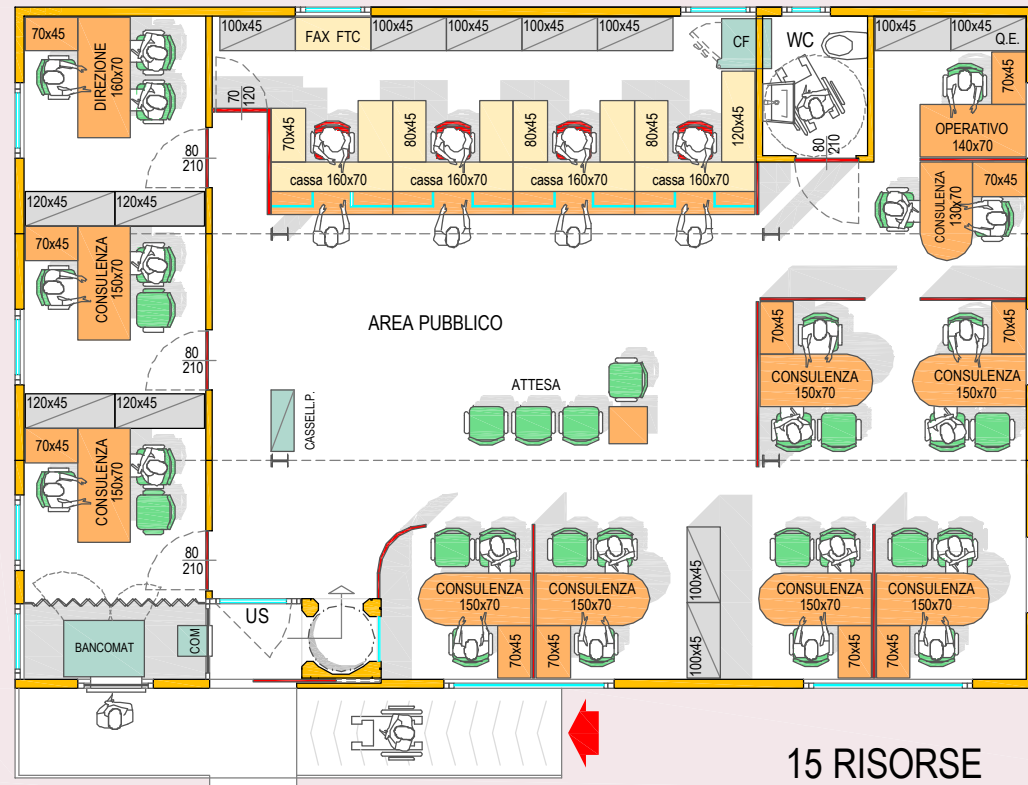 70x45
DIREZIONE
160x70
80
210
100x45
FAX FTC
100x45
100x45
100x45
100x45
CF
WC
100x45
100x45
Q.E.
70x45
OPERATIVO
140x70
70
120
70x45
80x45
80x45
80x45
120x45
cassa 160x70
cassa 160x70
cassa 160x70
cassa 160x70
80
210
CONSULENZA
130x70
70x45
120x45
120x45
70x45
CONSULENZA
150x70
80
210
AREA PUBBLICO
ATTESA
CASSELL.P.
70x45
CONSULENZA
150x70
70x45
CONSULENZA
150x70
120x45
120x45
70x45
CONSULENZA
150x70
80
210
BANCOMAT
COM
US
CONSULENZA
150x70
70x45
CONSULENZA
150x70
70x45
100x45
100x45
CONSULENZA
150x70
70x45
CONSULENZA
150x70
70x45
15 RISORSE